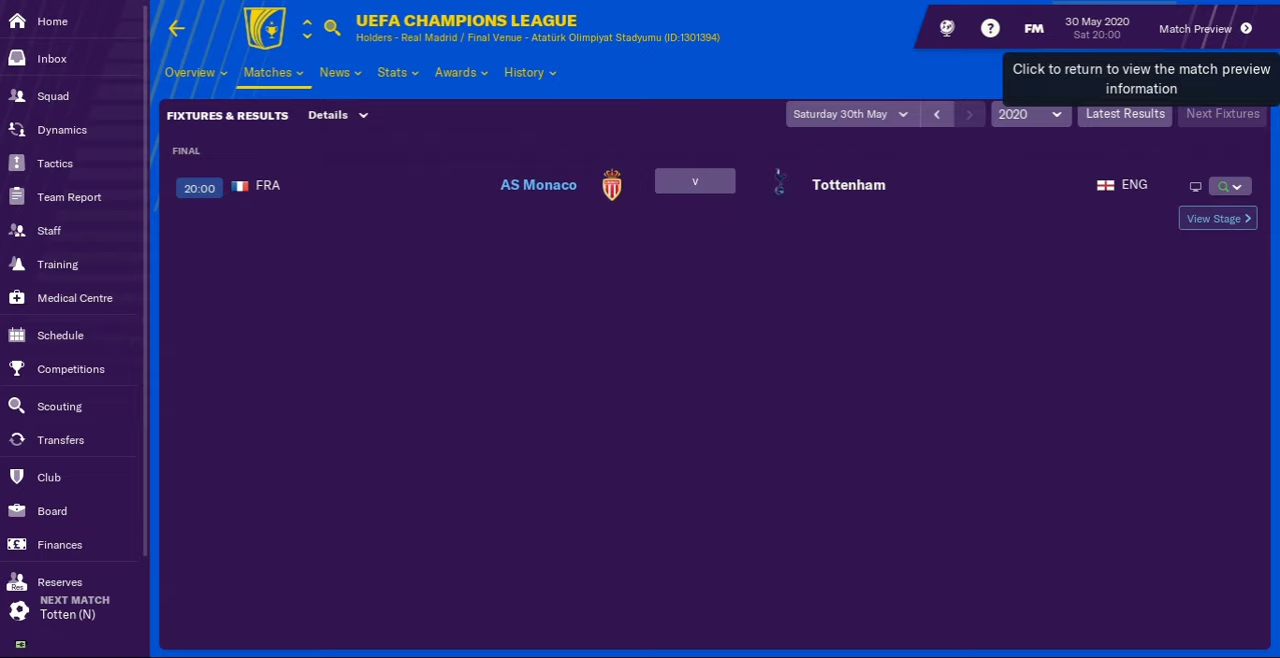 Home
Inbox
Squad
Dynamics
Tactics
Team Report
Staff
Training
Medical Centre
Schedule
Competitions
Scouting
Transfers
Club
Board
Finances
Res
Reserves
NEXT MATCH
Totten (N)
UEFA CHAMPIONS LEAGUE
Holders - Real Madrid / Final Venue - Atatürk Olimpiyat Stadyumu (ID:1301394)
? FM
30 May 2020
Sat 20:00
Match Preview
Overview Matches News Stats Awards History
Click to return to view the match preview
information
FIXTURES & RESULTS Details
Saturday 30th May 2020 Latest Results Next Fixtures
FINAL
20:00 FRA AS Monaco v Tottenham ENG
View Stage